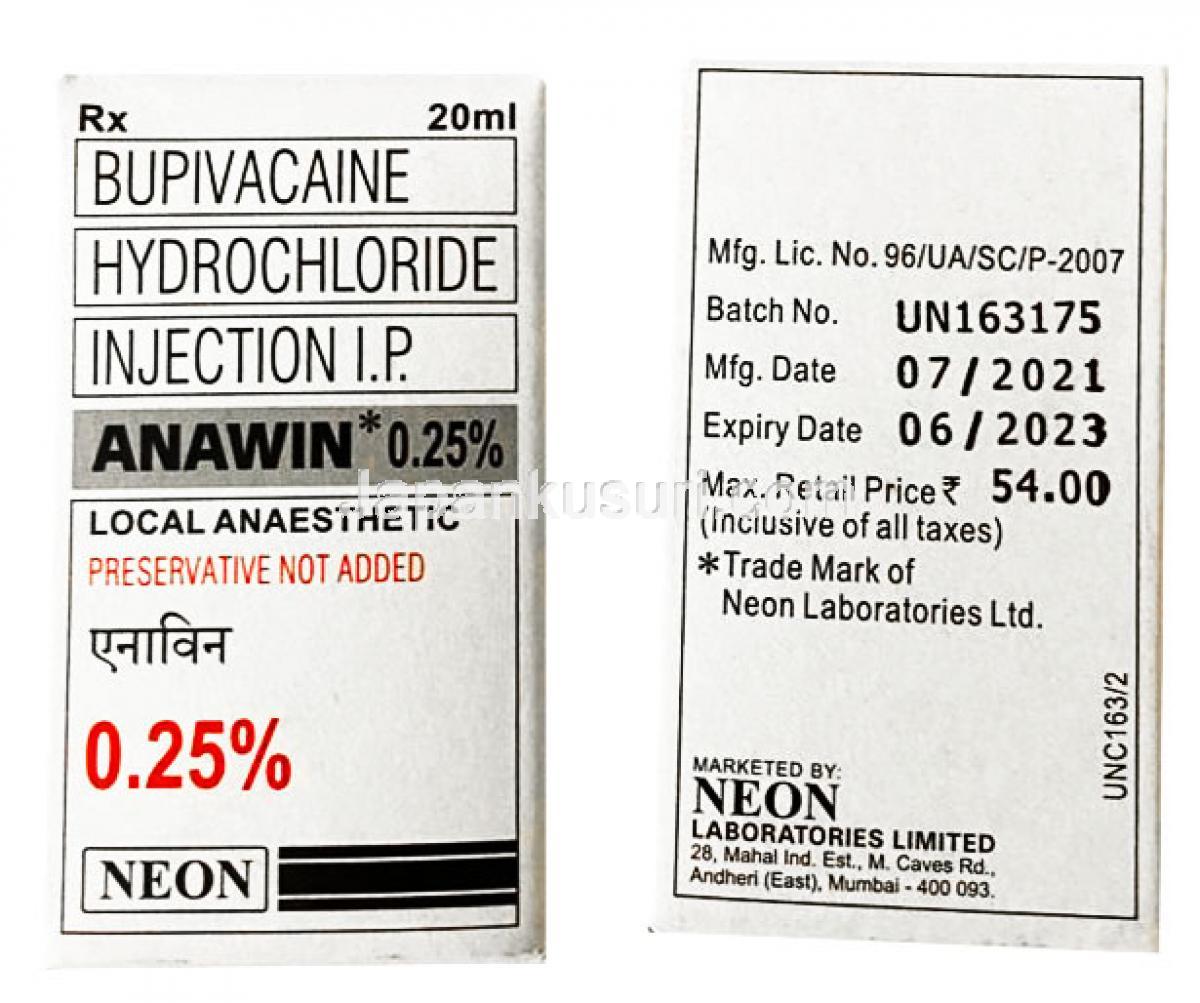 Rx 20ml
BUPIVACAINE
HYDROCHLORIDE
INJECTION I.P.
ANAWIN* 0.25%
LOCAL ANAESTHETIC
PRESERVATIVE NOT ADDED
एनाविन
0.25%
NEON
Mfg. Lic. No. 96/UA/SC/P-2007
Batch No. UN163175
Mfg. Date 07/2021
Expiry Date 06/2023
Max. Retail Price ₹ 54.00
(Inclusive of all taxes)
*Trade Mark of
Neon Laboratories Ltd.
UNC163/2
MARKETED BY:
NEON
LABORATORIES LIMITED
28, Mahal Ind. Est., M. Caves Rd.,
Andheri (East), Mumbai - 400 093.
Japankusuri.com